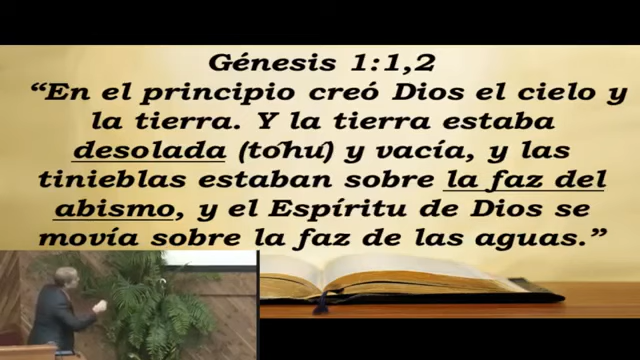 Génesis 1:1,2
“En el principio creó Dios el cielo y
la tierra. Y la tierra estaba
desolada (tóhú) y vacía, y las
tinieblas estaban sobre la faz del
abismo, y el Espíritu de Dios se
movía sobre la faz de las aguas.”